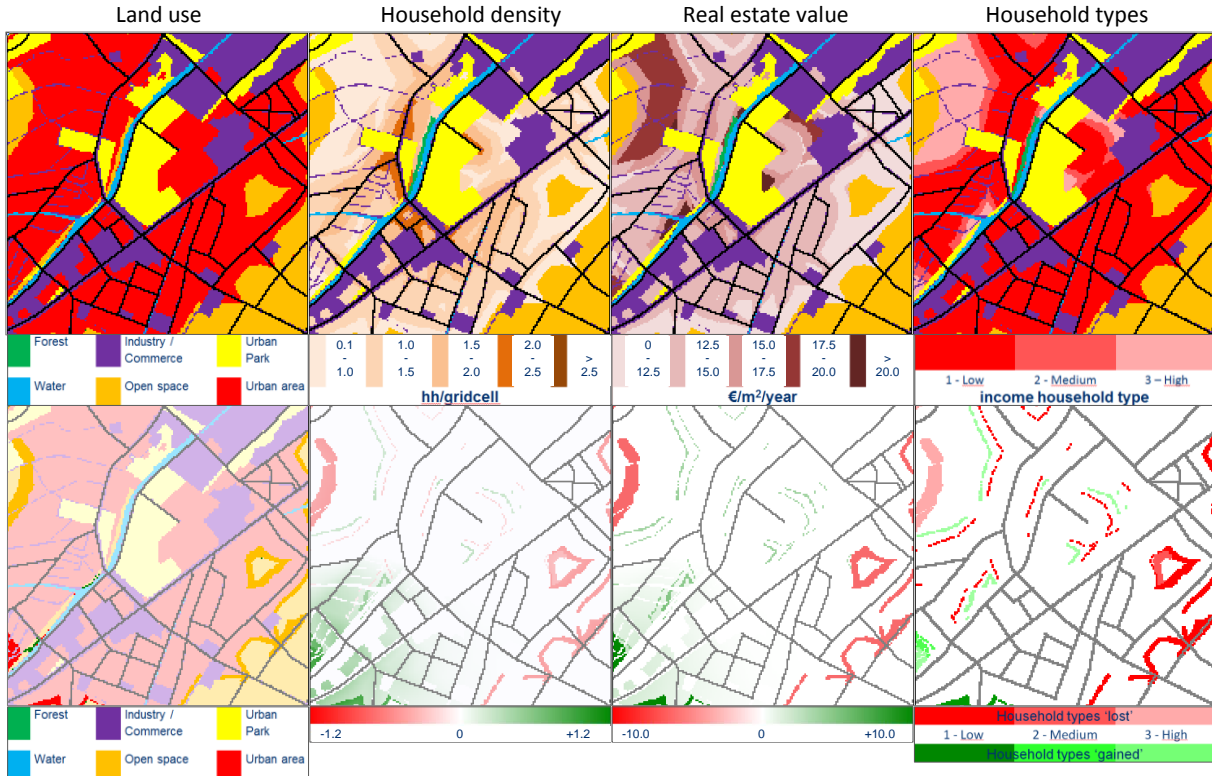 Land use Household density Real estate value Household types
Forest Industry / Commerce Urban Park
Water Open space Urban area
0.1 - 1.0 1.0 - 1.5 1.5 - 2.0 2.0 - 2.5 > 2.5
hh/gridcell
0 - 12.5 12.5 - 15.0 15.0 - 17.5 17.5 - 20.0 > 20.0
€/m²/year
1 - Low 2 - Medium 3 – High
income household type
Forest Industry / Commerce Urban Park
Water Open space Urban area
-1.2 0 +1.2
-10.0 0 +10.0
Household types 'lost'
1 - Low 2 - Medium 3 - High
Household types 'gained'